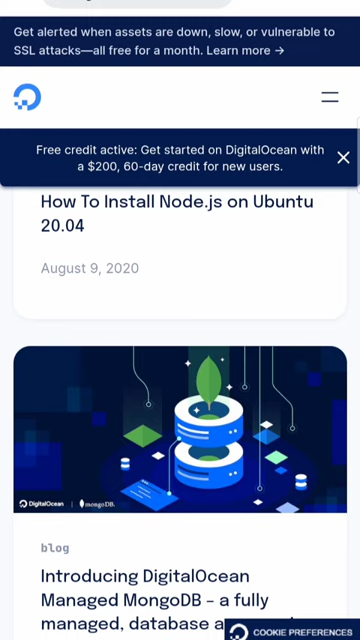 Get alerted when assets are down, slow, or vulnerable to
SSL attacks—all free for a month. Learn more →
Free credit active: Get started on DigitalOcean with
a $200, 60-day credit for new users.
How To Install Node.js on Ubuntu
20.04
August 9, 2020
DigitalOcean
mongoDB.
blog
Introducing DigitalOcean
Managed MongoDB – a fully
managed, database a
COOKIE PREFERENCES